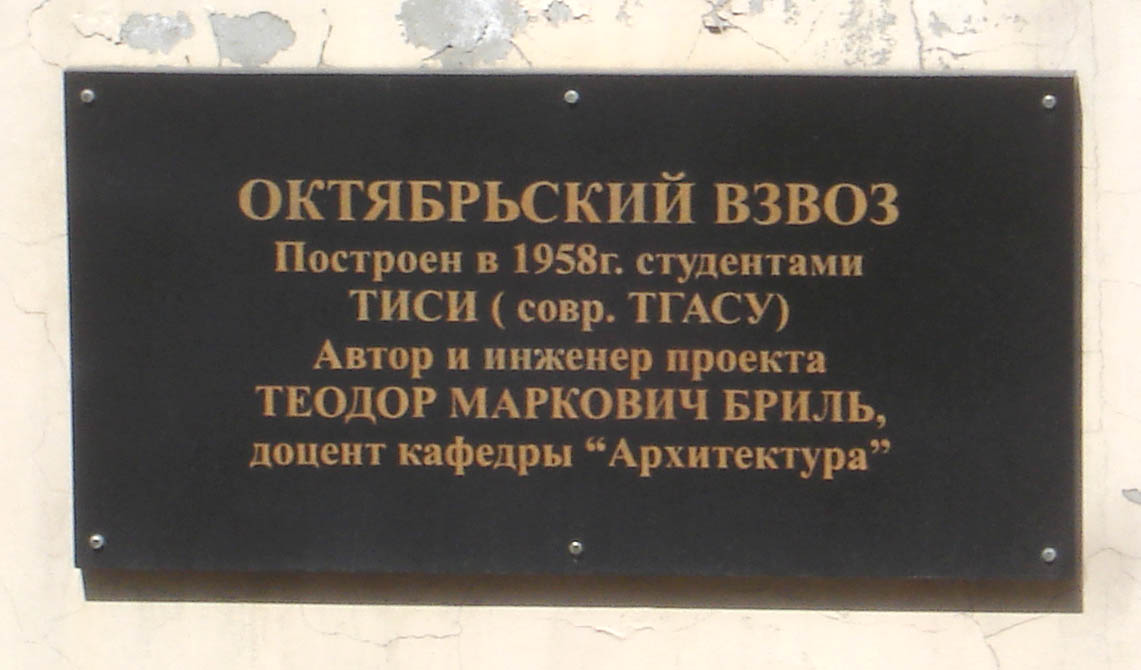 ОКТЯБРЬСКИЙ ВЗВОЗ
Построен в 1958г. студентами
ТИСИ ( совр. ТГАСУ)
Автор и инженер проекта
ТЕОДОР МАРКОВИЧ БРИЛЬ,
доцент кафедры “Архитектура”